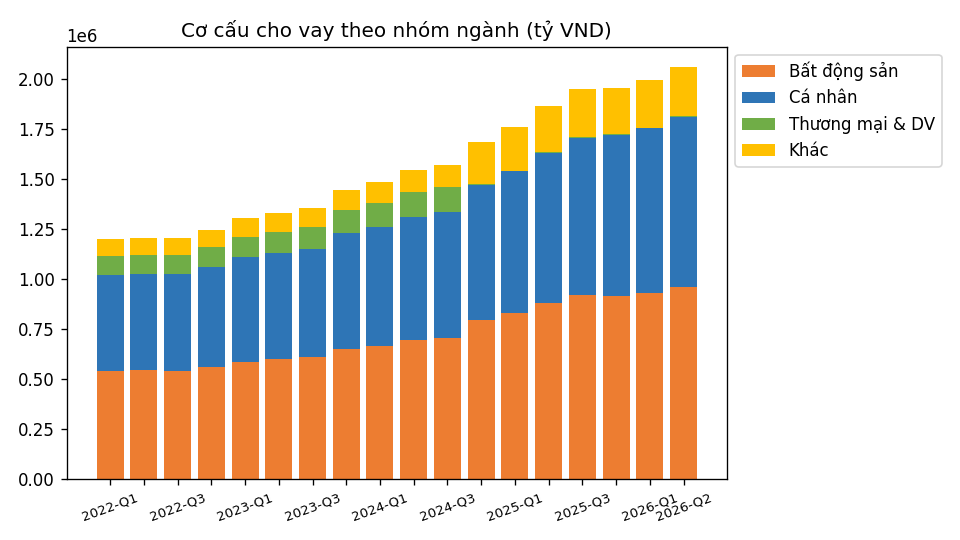 Cơ cấu cho vay theo nhóm ngành (tỷ VND)
1e6
2.00
1.75
1.50
1.25
1.00
0.75
0.50
0.25
0.00
2022-Q1
2022-Q3
2023-Q1
2023-Q3
2024-Q1
2024-Q3
2025-Q1
2025-Q3
2026-Q1
2026-Q2
Bất động sản
Cá nhân
Thương mại & DV
Khác